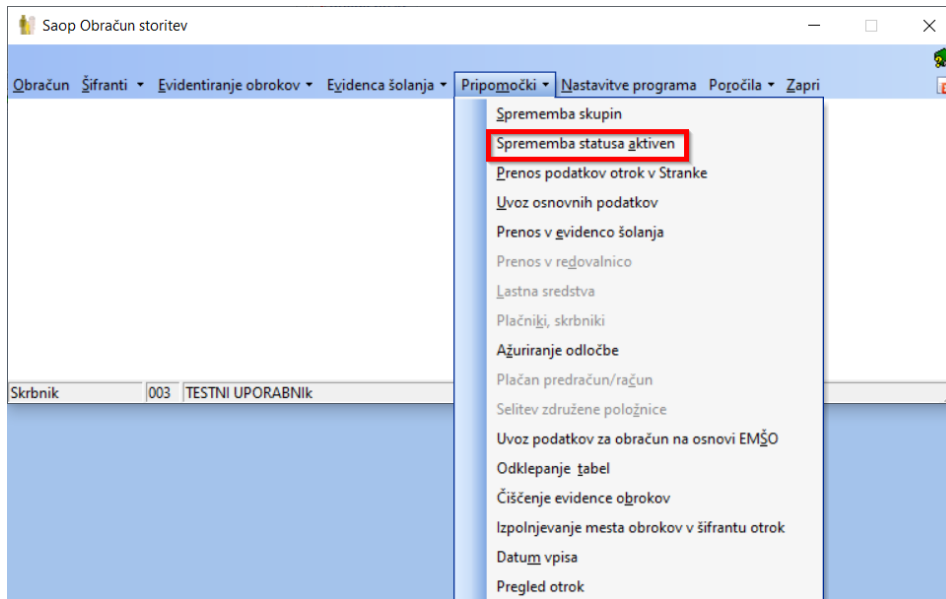 Saop Obračun storitev
Obračun Šifranti Evidentiranje obrokov Evidenca šolanja Pripomočki Nastavitve programa Poročila Zapri
Sprememba skupin
Sprememba statusa aktiven
Prenos podatkov otrok v Stranke
Uvoz osnovnih podatkov
Prenos v evidenco šolanja
Prenos v redovalnico
Lastna sredstva
Plačniki, skrbniki
Ažuriranje odločbe
Plačan predračun/račun
Selitev združene položnice
Uvoz podatkov za obračun na osnovi EMŠO
Odklepanje tabel
Čiščenje evidence obrokov
Izpolnjevanje mesta obrokov v šifrantu otrok
Datum vpisa
Pregled otrok
Skrbnik 003 TESTNI UPORABNIk